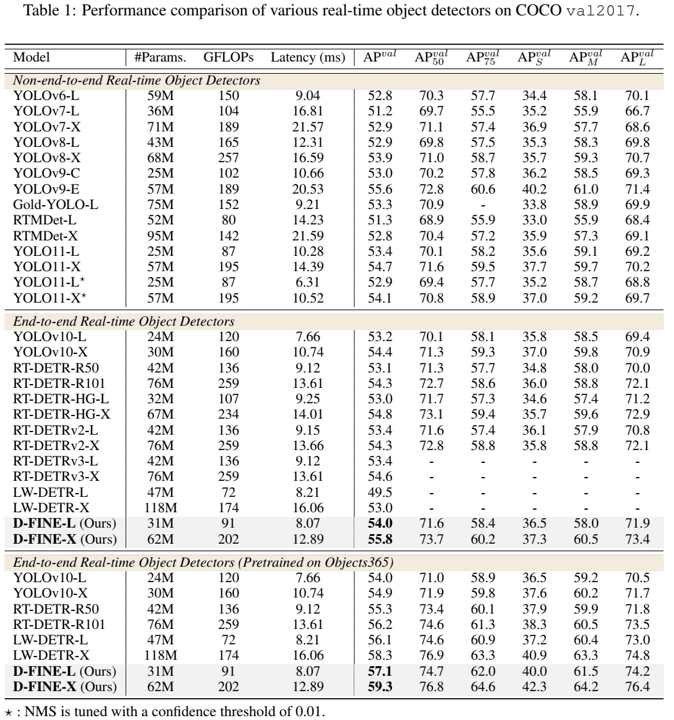 Table 1: Performance comparison of various real-time object detectors on COCO val2017.
Model #Params. GFLOPs Latency (ms) AP^val AP^val_50 AP^val_75 AP^val_S AP^val_M AP^val_L
Non-end-to-end Real-time Object Detectors
YOLOv6-L 59M 150 9.04 52.8 70.3 57.7 34.4 58.1 70.1
YOLOv7-L 36M 104 16.81 51.2 69.7 55.5 35.2 55.9 66.7
YOLOv7-X 71M 189 21.57 52.9 71.1 57.4 36.9 57.7 68.6
YOLOv8-L 43M 165 12.31 52.9 69.8 57.5 35.3 58.3 69.8
YOLOv8-X 68M 257 16.59 53.9 71.0 58.7 35.7 59.3 70.7
YOLOv9-C 25M 102 10.66 53.0 70.2 57.8 36.2 58.5 69.3
YOLOv9-E 57M 189 20.53 55.6 72.8 60.6 40.2 61.0 71.4
Gold-YOLO-L 75M 152 9.21 53.3 70.9 - 33.8 58.9 69.9
RTMDet-L 52M 80 14.23 51.3 68.9 55.9 33.0 55.9 68.4
RTMDet-X 95M 142 21.59 52.8 70.4 57.2 35.9 57.3 69.1
YOLO11-L 25M 87 10.28 53.4 70.1 58.2 35.6 59.1 69.2
YOLO11-X 57M 195 14.39 54.7 71.6 59.5 37.7 59.7 70.2
YOLO11-L⋆ 25M 87 6.31 52.9 69.4 57.7 35.2 58.7 68.8
YOLO11-X⋆ 57M 195 10.52 54.1 70.8 58.9 37.0 59.2 69.7
End-to-end Real-time Object Detectors
YOLOv10-L 24M 120 7.66 53.2 70.1 58.1 35.8 58.5 69.4
YOLOv10-X 30M 160 10.74 54.4 71.3 59.3 37.0 59.8 70.9
RT-DETR-R50 42M 136 9.12 53.1 71.3 57.7 34.8 58.0 70.0
RT-DETR-R101 76M 259 13.61 54.3 72.7 58.6 36.0 58.8 72.1
RT-DETR-HG-L 32M 107 9.25 53.0 71.7 57.3 34.6 57.4 71.2
RT-DETR-HG-X 67M 234 14.01 54.8 73.1 59.4 35.7 59.6 72.9
RT-DETRv2-L 42M 136 9.15 53.4 71.6 57.4 36.1 57.9 70.8
RT-DETRv2-X 76M 259 13.66 54.3 72.8 58.8 35.8 58.8 72.1
RT-DETRv3-L 42M 136 9.12 53.4 - - - - -
RT-DETRv3-X 76M 259 13.61 54.6 - - - - -
LW-DETR-L 47M 72 8.21 49.5 - - - - -
LW-DETR-X 118M 174 16.06 53.0 - - - - -
D-FINE-L (Ours) 31M 91 8.07 54.0 71.6 58.4 36.5 58.0 71.9
D-FINE-X (Ours) 62M 202 12.89 55.8 73.7 60.2 37.3 60.5 73.4
End-to-end Real-time Object Detectors (Pretrained on Objects365)
YOLOv10-L 24M 120 7.66 54.0 71.0 58.9 36.5 59.2 70.5
YOLOv10-X 30M 160 10.74 54.9 71.9 59.8 37.6 60.2 71.7
RT-DETR-R50 42M 136 9.12 55.3 73.4 60.1 37.9 59.9 71.8
RT-DETR-R101 76M 259 13.61 56.2 74.6 61.3 38.3 60.5 73.5
LW-DETR-L 47M 72 8.21 56.1 74.6 60.9 37.2 60.4 73.0
LW-DETR-X 118M 174 16.06 58.3 76.9 63.3 40.9 63.3 74.8
D-FINE-L (Ours) 31M 91 8.07 57.1 74.7 62.0 40.0 61.5 74.2
D-FINE-X (Ours) 62M 202 12.89 59.3 76.8 64.6 42.3 64.2 76.4
⋆ : NMS is tuned with a confidence threshold of 0.01.